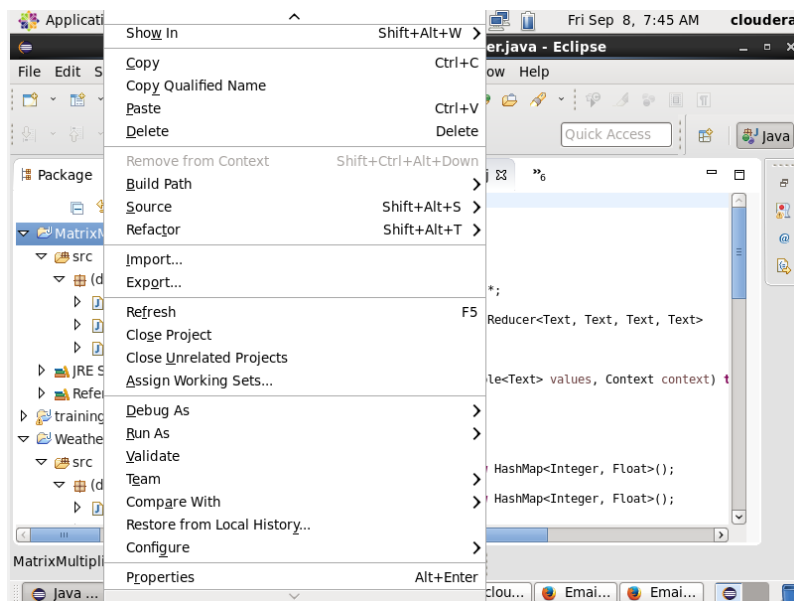 Applicati
Fri Sep 8, 7:45 AM cloudera
er.java - Eclipse
File Edit S
ow Help
Quick Access
Java
Package
6
MatrixM
src
(d
JRE S
Refer
training
Weathe
src
(d
Show In Shift+Alt+W
Copy Ctrl+C
Copy Qualified Name
Paste Ctrl+V
Delete Delete
Remove from Context Shift+Ctrl+Alt+Down
Build Path
Source Shift+Alt+S
Refactor Shift+Alt+T
Import...
Export...
Refresh F5
Close Project
Close Unrelated Projects
Assign Working Sets...
Debug As
Run As
Validate
Team
Compare With
Restore from Local History...
Configure
Properties Alt+Enter
*;
Reducer<Text, Text, Text, Text>
le<Text> values, Context context) t
HashMap<Integer, Float>();
HashMap<Integer, Float>();
MatrixMultipli
Java ...
clou...
Emai...
Emai...